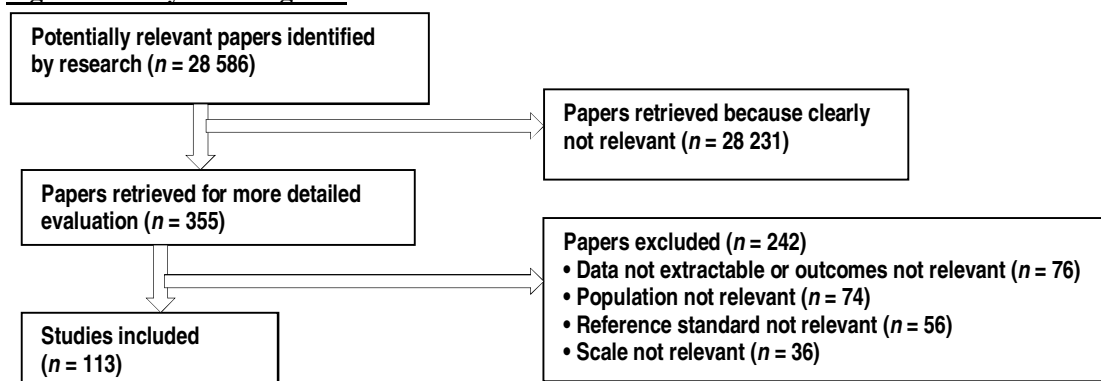 Potentially relevant papers identified
by research (n = 28 586)
Papers retrieved because clearly
not relevant (n = 28 231)
Papers retrieved for more detailed
evaluation (n = 355)
Papers excluded (n = 242)
• Data not extractable or outcomes not relevant (n = 76)
• Population not relevant (n = 74)
• Reference standard not relevant (n = 56)
• Scale not relevant (n = 36)
Studies included
(n = 113)